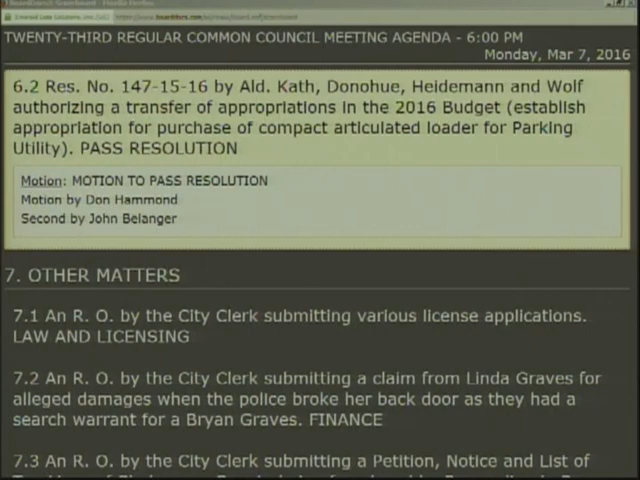 TWENTY-THIRD REGULAR COMMON COUNCIL MEETING AGENDA - 6:00 PM
Monday, Mar 7, 2016
6.2 Res. No. 147-15-16 by Ald. Kath, Donohue, Heidemann and Wolf
authorizing a transfer of appropriations in the 2016 Budget (establish
appropriation for purchase of compact articulated loader for Parking
Utility). PASS RESOLUTION
Motion: MOTION TO PASS RESOLUTION
Motion by Don Hammond
Second by John Belanger
7. OTHER MATTERS
7.1 An R. O. by the City Clerk submitting various license applications.
LAW AND LICENSING
7.2 An R. O. by the City Clerk submitting a claim from Linda Graves for
alleged damages when the police broke her back door as they had a
search warrant for a Bryan Graves. FINANCE
7.3 An R. O. by the City Clerk submitting a Petition, Notice and List of